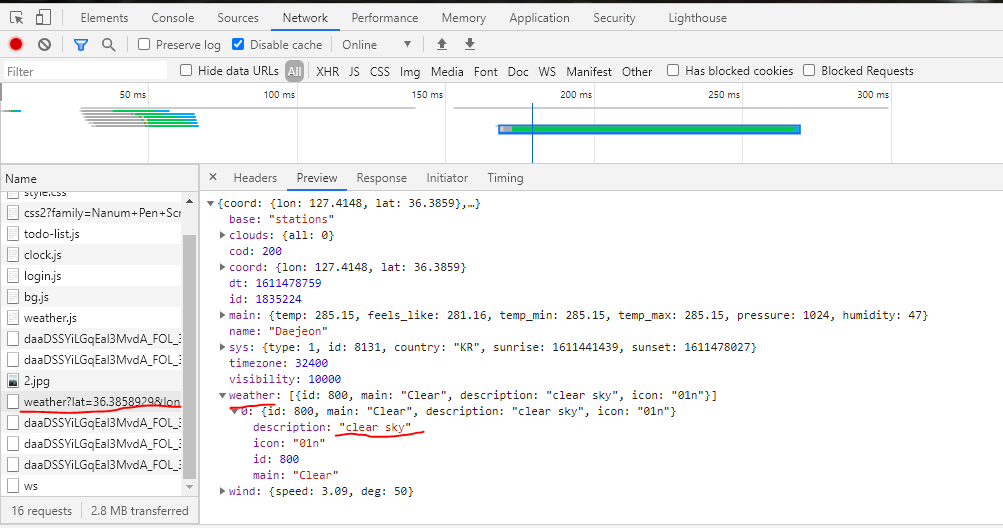 Elements Console Sources Network Performance Memory Application Security Lighthouse
Preserve log Disable cache Online
Filter Hide data URLs All XHR JS CSS Img Media Font Doc WS Manifest Other Has blocked cookies Blocked Requests
50 ms 100 ms 150 ms 200 ms 250 ms 300 ms
Name
style.css
css2?family=Nanum+Pen+Scr
todo-list.js
clock.js
login.js
bg.js
weather.js
daaDSSYiLGqEaI3MvdA_FOL_3
daaDSSYiLGqEaI3MvdA_FOL_3
2.jpg
weather?lat=36.3858929&lon
daaDSSYiLGqEaI3MvdA_FOL_3
daaDSSYiLGqEaI3MvdA_FOL_3
daaDSSYiLGqEaI3MvdA_FOL_3
ws
16 requests 2.8 MB transferred
× Headers Preview Response Initiator Timing
{coord: {lon: 127.4148, lat: 36.3859},…}
base: "stations"
clouds: {all: 0}
cod: 200
coord: {lon: 127.4148, lat: 36.3859}
dt: 1611478759
id: 1835224
main: {temp: 285.15, feels_like: 281.16, temp_min: 285.15, temp_max: 285.15, pressure: 1024, humidity: 47}
name: "Daejeon"
sys: {type: 1, id: 8131, country: "KR", sunrise: 1611441439, sunset: 1611478027}
timezone: 32400
visibility: 10000
weather: [{id: 800, main: "Clear", description: "clear sky", icon: "01n"}]
0: {id: 800, main: "Clear", description: "clear sky", icon: "01n"}
description: "clear sky"
icon: "01n"
id: 800
main: "Clear"
wind: {speed: 3.09, deg: 50}